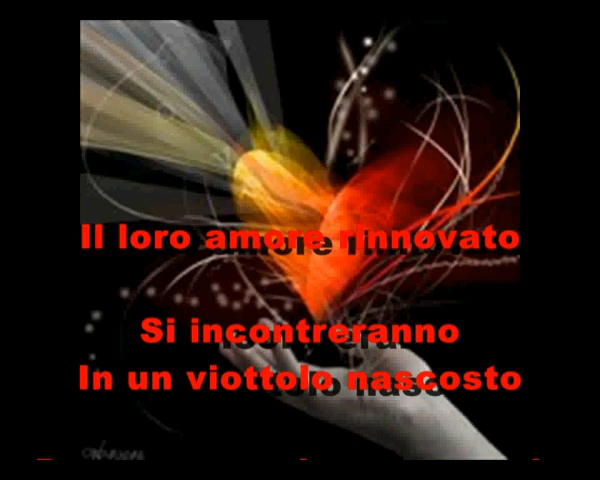 Il loro amore rinnovato
Si incontreranno
In un viottolo nascosto